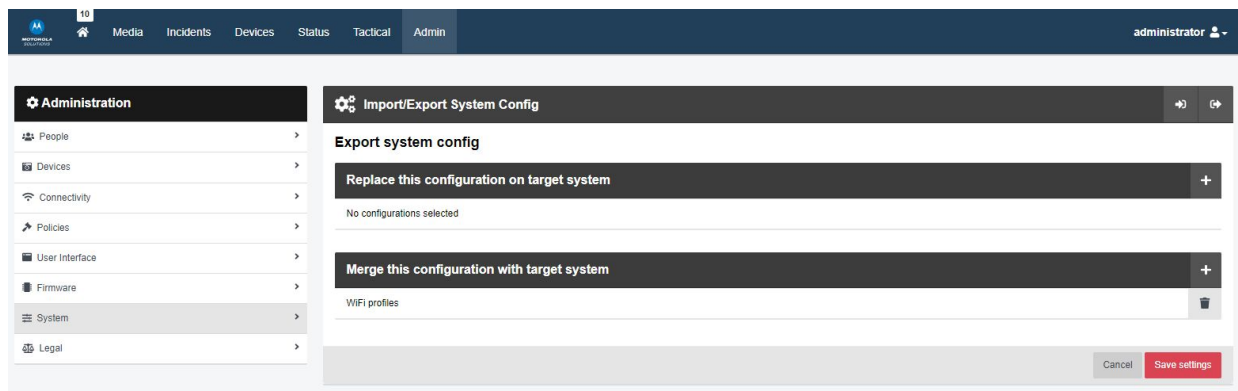 10
MOTOROLA SOLUTIONS
Media Incidents Devices Status Tactical Admin administrator
Administration
People
Devices
Connectivity
Policies
User Interface
Firmware
System
Legal
Import/Export System Config
Export system config
Replace this configuration on target system
No configurations selected
Merge this configuration with target system
WiFi profiles
Cancel Save settings